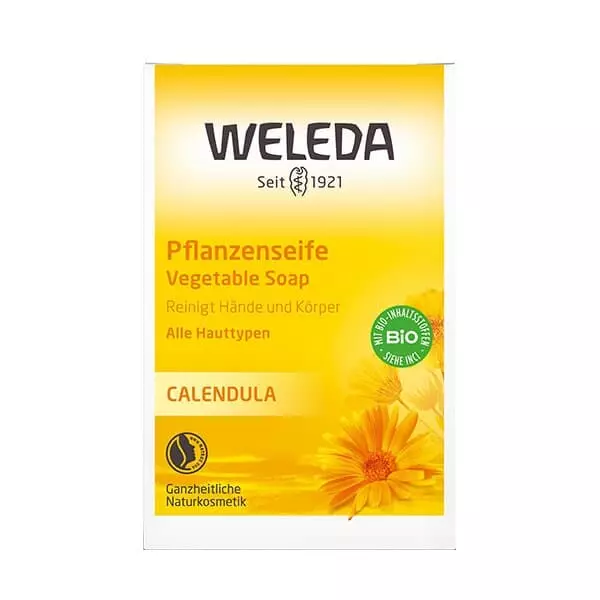 WELEDA
Seit 1921
Pflanzenseife
Vegetable Soap
Reinigt Hände und Körper
Alle Hauttypen
MIT BIO-INHALTSSTOFFEN
BIO
SIEHE INCI
CALENDULA
Ganzheitliche
Naturkosmetik